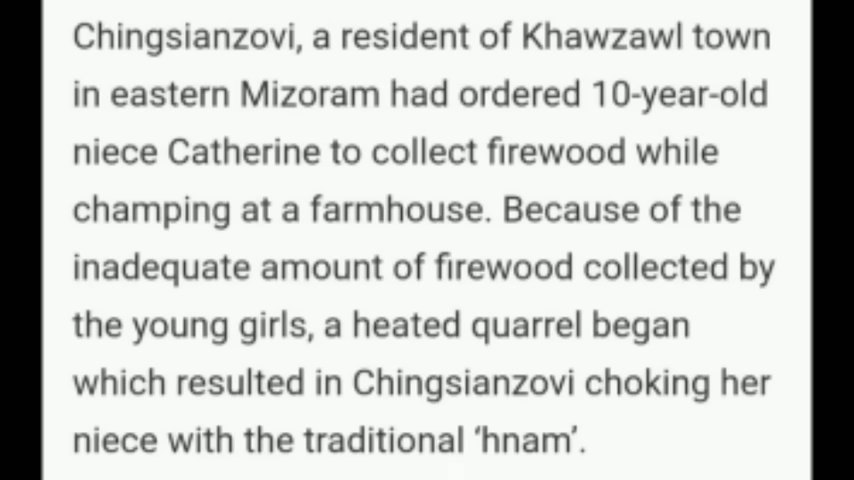 Chingsianzovi, a resident of Khawzawl town
in eastern Mizoram had ordered 10-year-old
niece Catherine to collect firewood while
champing at a farmhouse. Because of the
inadequate amount of firewood collected by
the young girls, a heated quarrel began
which resulted in Chingsianzovi choking her
niece with the traditional ‘hnam’.